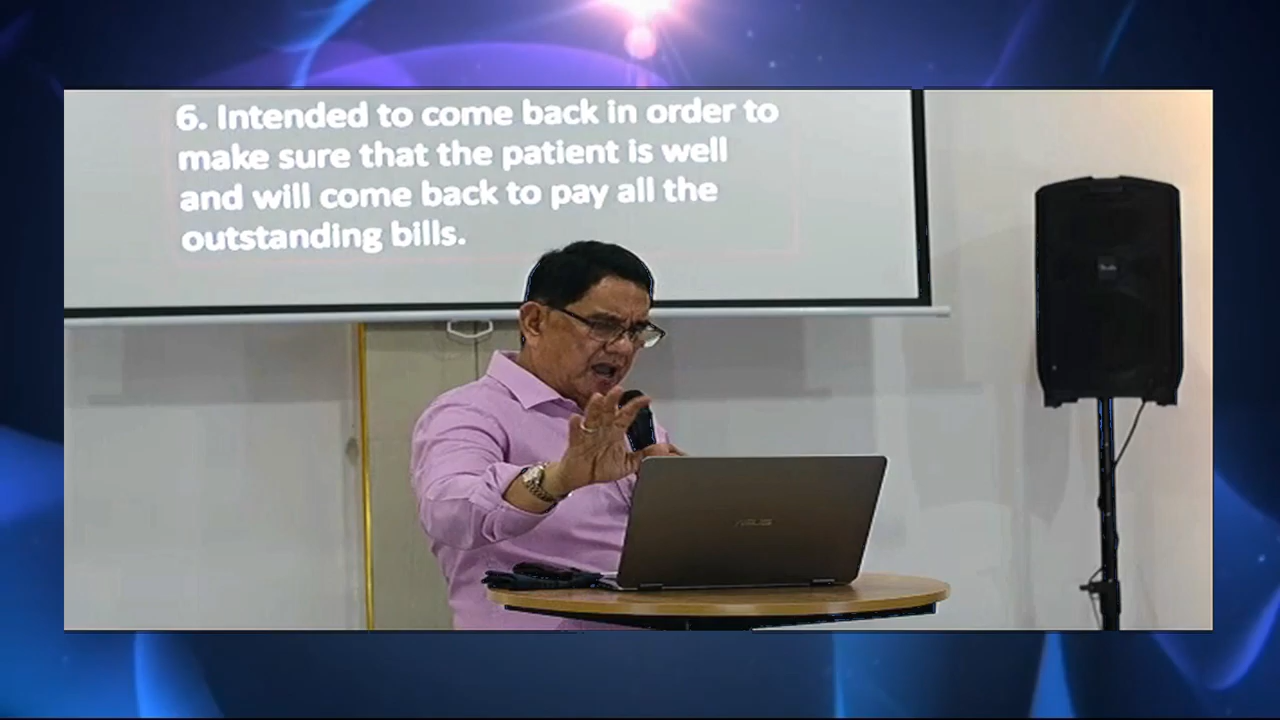 6. Intended to come back in order to
make sure that the patient is well
and will come back to pay all the
outstanding bills.
ASUS